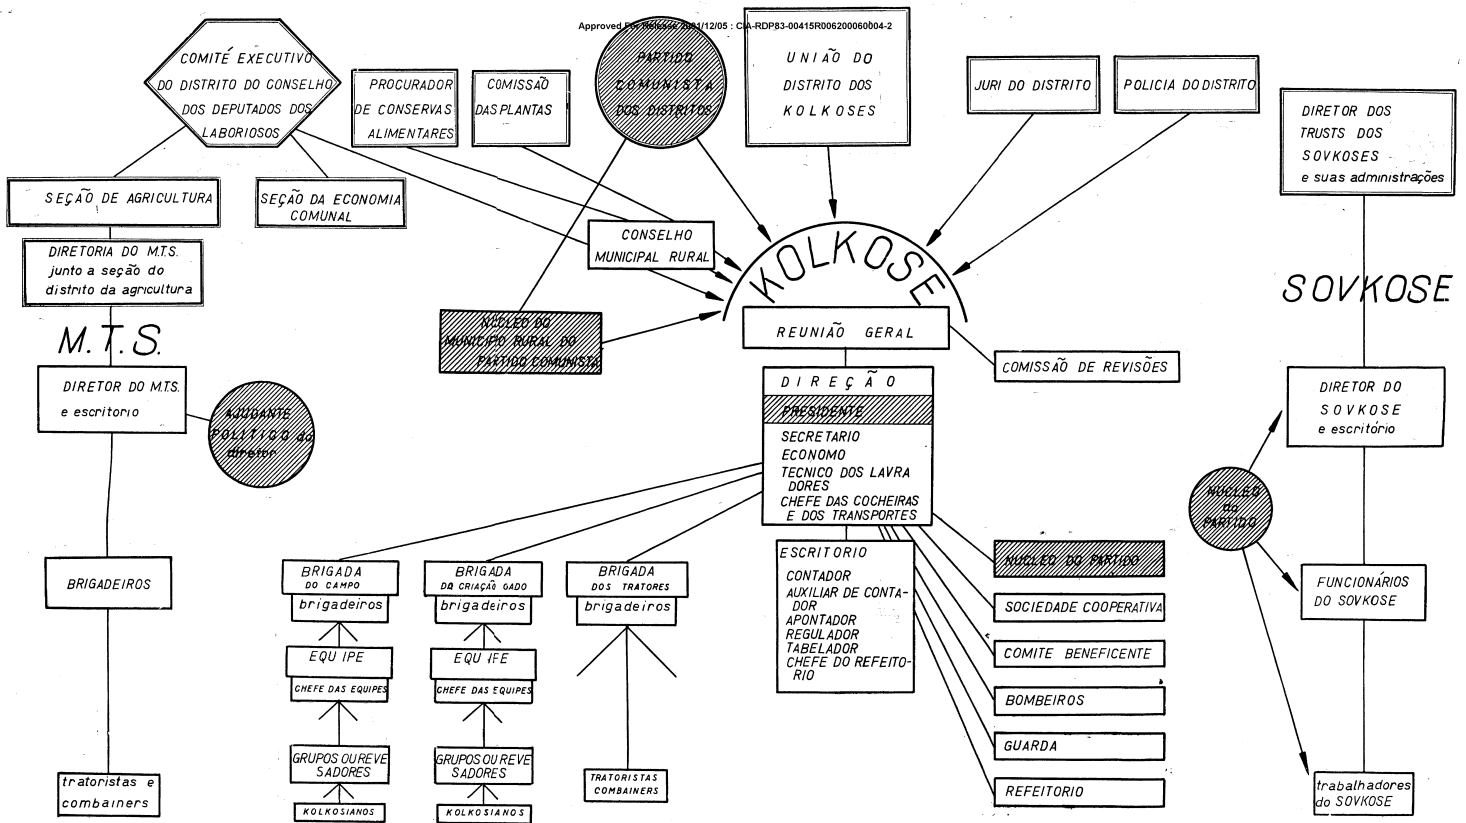 Approved For Release 2001/12/05 : CIA-RDP83-00415R006200060004-2
COMITÉ EXECUTIVO
DO DISTRITO DO CONSELHO
DOS DEPUTADOS DOS
LABORIOSOS
PROCURADOR
DE CONSERVAS
ALIMENTARES
COMISSÃO
DAS PLANTAS
PARTIDO
COMUNISTA
DOS DISTRITOS
UNIÃO DO
DISTRITO DOS
KOLKOSES
JURI DO DISTRITO
POLICIA DO DISTRITO
DIRETOR DOS
TRUSTS DOS
SOVKOSES
e suas administrações
SEÇÃO DE AGRICULTURA
SEÇÃO DA ECONOMIA
COMUNAL
DIRETORIA DO M.T.S.
junto a seção do
distrito da agricultura
CONSELHO
MUNICIPAL RURAL
KOLKOSE
SOVKOSE
M.T.S.
NÚCLEO DO
MUNICIPIO RURAL DO
PARTIDO COMUNISTA
REUNIÃO GERAL
COMISSÃO DE REVISÕES
DIRETOR DO M.T.S.
e escritorio
AJUDANTE
POLÍTICO do
diretor
DIREÇÃO
PRESIDENTE
SECRETARIO
ECONOMO
TECNICO DOS LAVRA
DORES
CHEFE DAS COCHEIRAS
E DOS TRANSPORTES
DIRETOR DO
SOVKOSE
e escritório
NÚCLEO
do
PARTIDO
BRIGADEIROS
BRIGADA
DO CAMPO
brigadeiros
EQU IPE
CHEFE DAS EQUIPES
GRUPOS OU REVE
SADORES
KOLKOSIANOS
BRIGADA
DO CRIAÇÃO GADO
brigadeiros
EQU IFE
CHEFE DAS EQUIPES
GRUPOS OU REVE
SADORES
KOLKOSIANOS
BRIGADA
DOS TRATORES
brigadeiros
TRATORISTAS
COMBAINERS
ESCRITORIO
CONTADOR
AUXILIAR DE CONTA-
DOR
APONTADOR
REGULADOR
TABELADOR
CHEFE DO REFEITO-
RIO
NUCLEO DO PARTIDO
SOCIEDADE COOPERATIVA
COMITE BENEFICENTE
BOMBEIROS
GUARDA
REFEITORIO
FUNCIONÁRIOS
DO SOVKOSE
tratoristas e
combainers
trabalhadores
do SOVKOSE